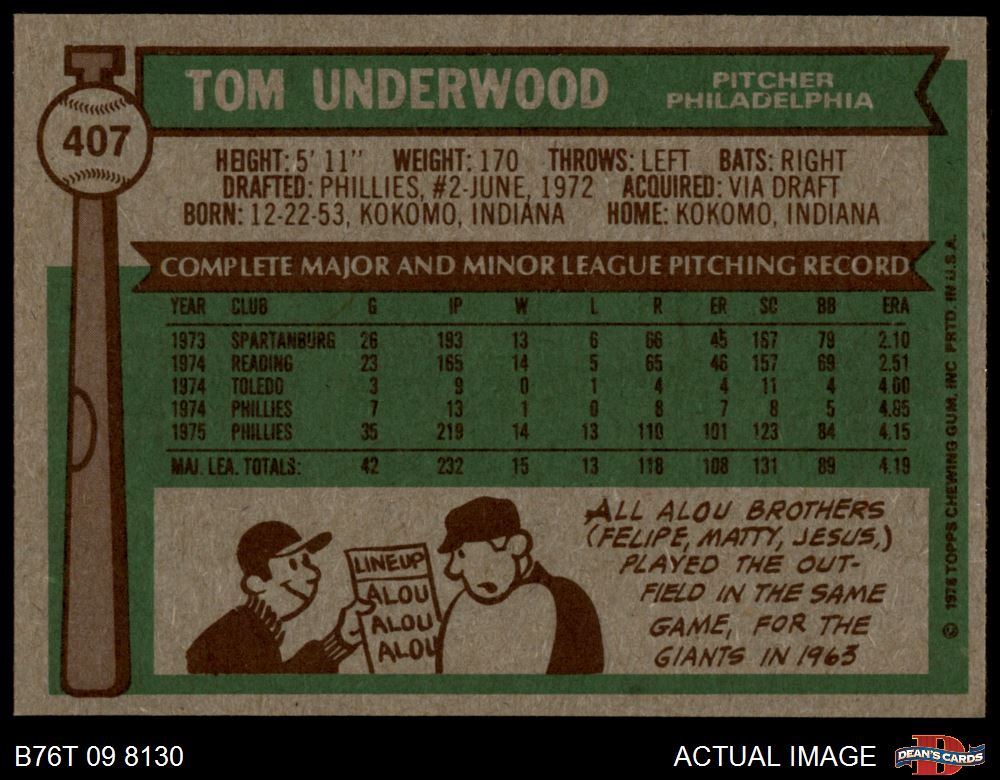 TOM UNDERWOOD
PITCHER
PHILADELPHIA
407
HEIGHT: 5' 11" WEIGHT: 170 THROWS: LEFT BATS: RIGHT
DRAFTED: PHILLIES, #2-JUNE, 1972 ACQUIRED: VIA DRAFT
BORN: 12-22-53, KOKOMO, INDIANA HOME: KOKOMO, INDIANA
COMPLETE MAJOR AND MINOR LEAGUE PITCHING RECORD
YEAR CLUB G IP W L R ER SO BB ERA
1973 SPARTANBURG 26 193 13 6 66 45 167 79 2.10
1974 READING 23 165 14 5 65 46 157 69 2.51
1974 TOLEDO 3 9 0 1 4 4 11 4 4.00
1974 PHILLIES 7 13 1 0 8 7 8 5 4.85
1975 PHILLIES 35 219 14 13 110 101 123 84 4.15
MAJ. LEA. TOTALS: 42 232 15 13 118 108 131 89 4.19
LINEUP
ALOU
ALOU
ALOU
ALL ALOU BROTHERS
(FELIPE, MATTY, JESUS,)
PLAYED THE OUT-
FIELD IN THE SAME
GAME, FOR THE
GIANTS IN 1963
© 1976 TOPPS CHEWING GUM, INC PRTD. IN U.S.A.
B76T 09 8130
ACTUAL IMAGE
DEAN'S CARDS